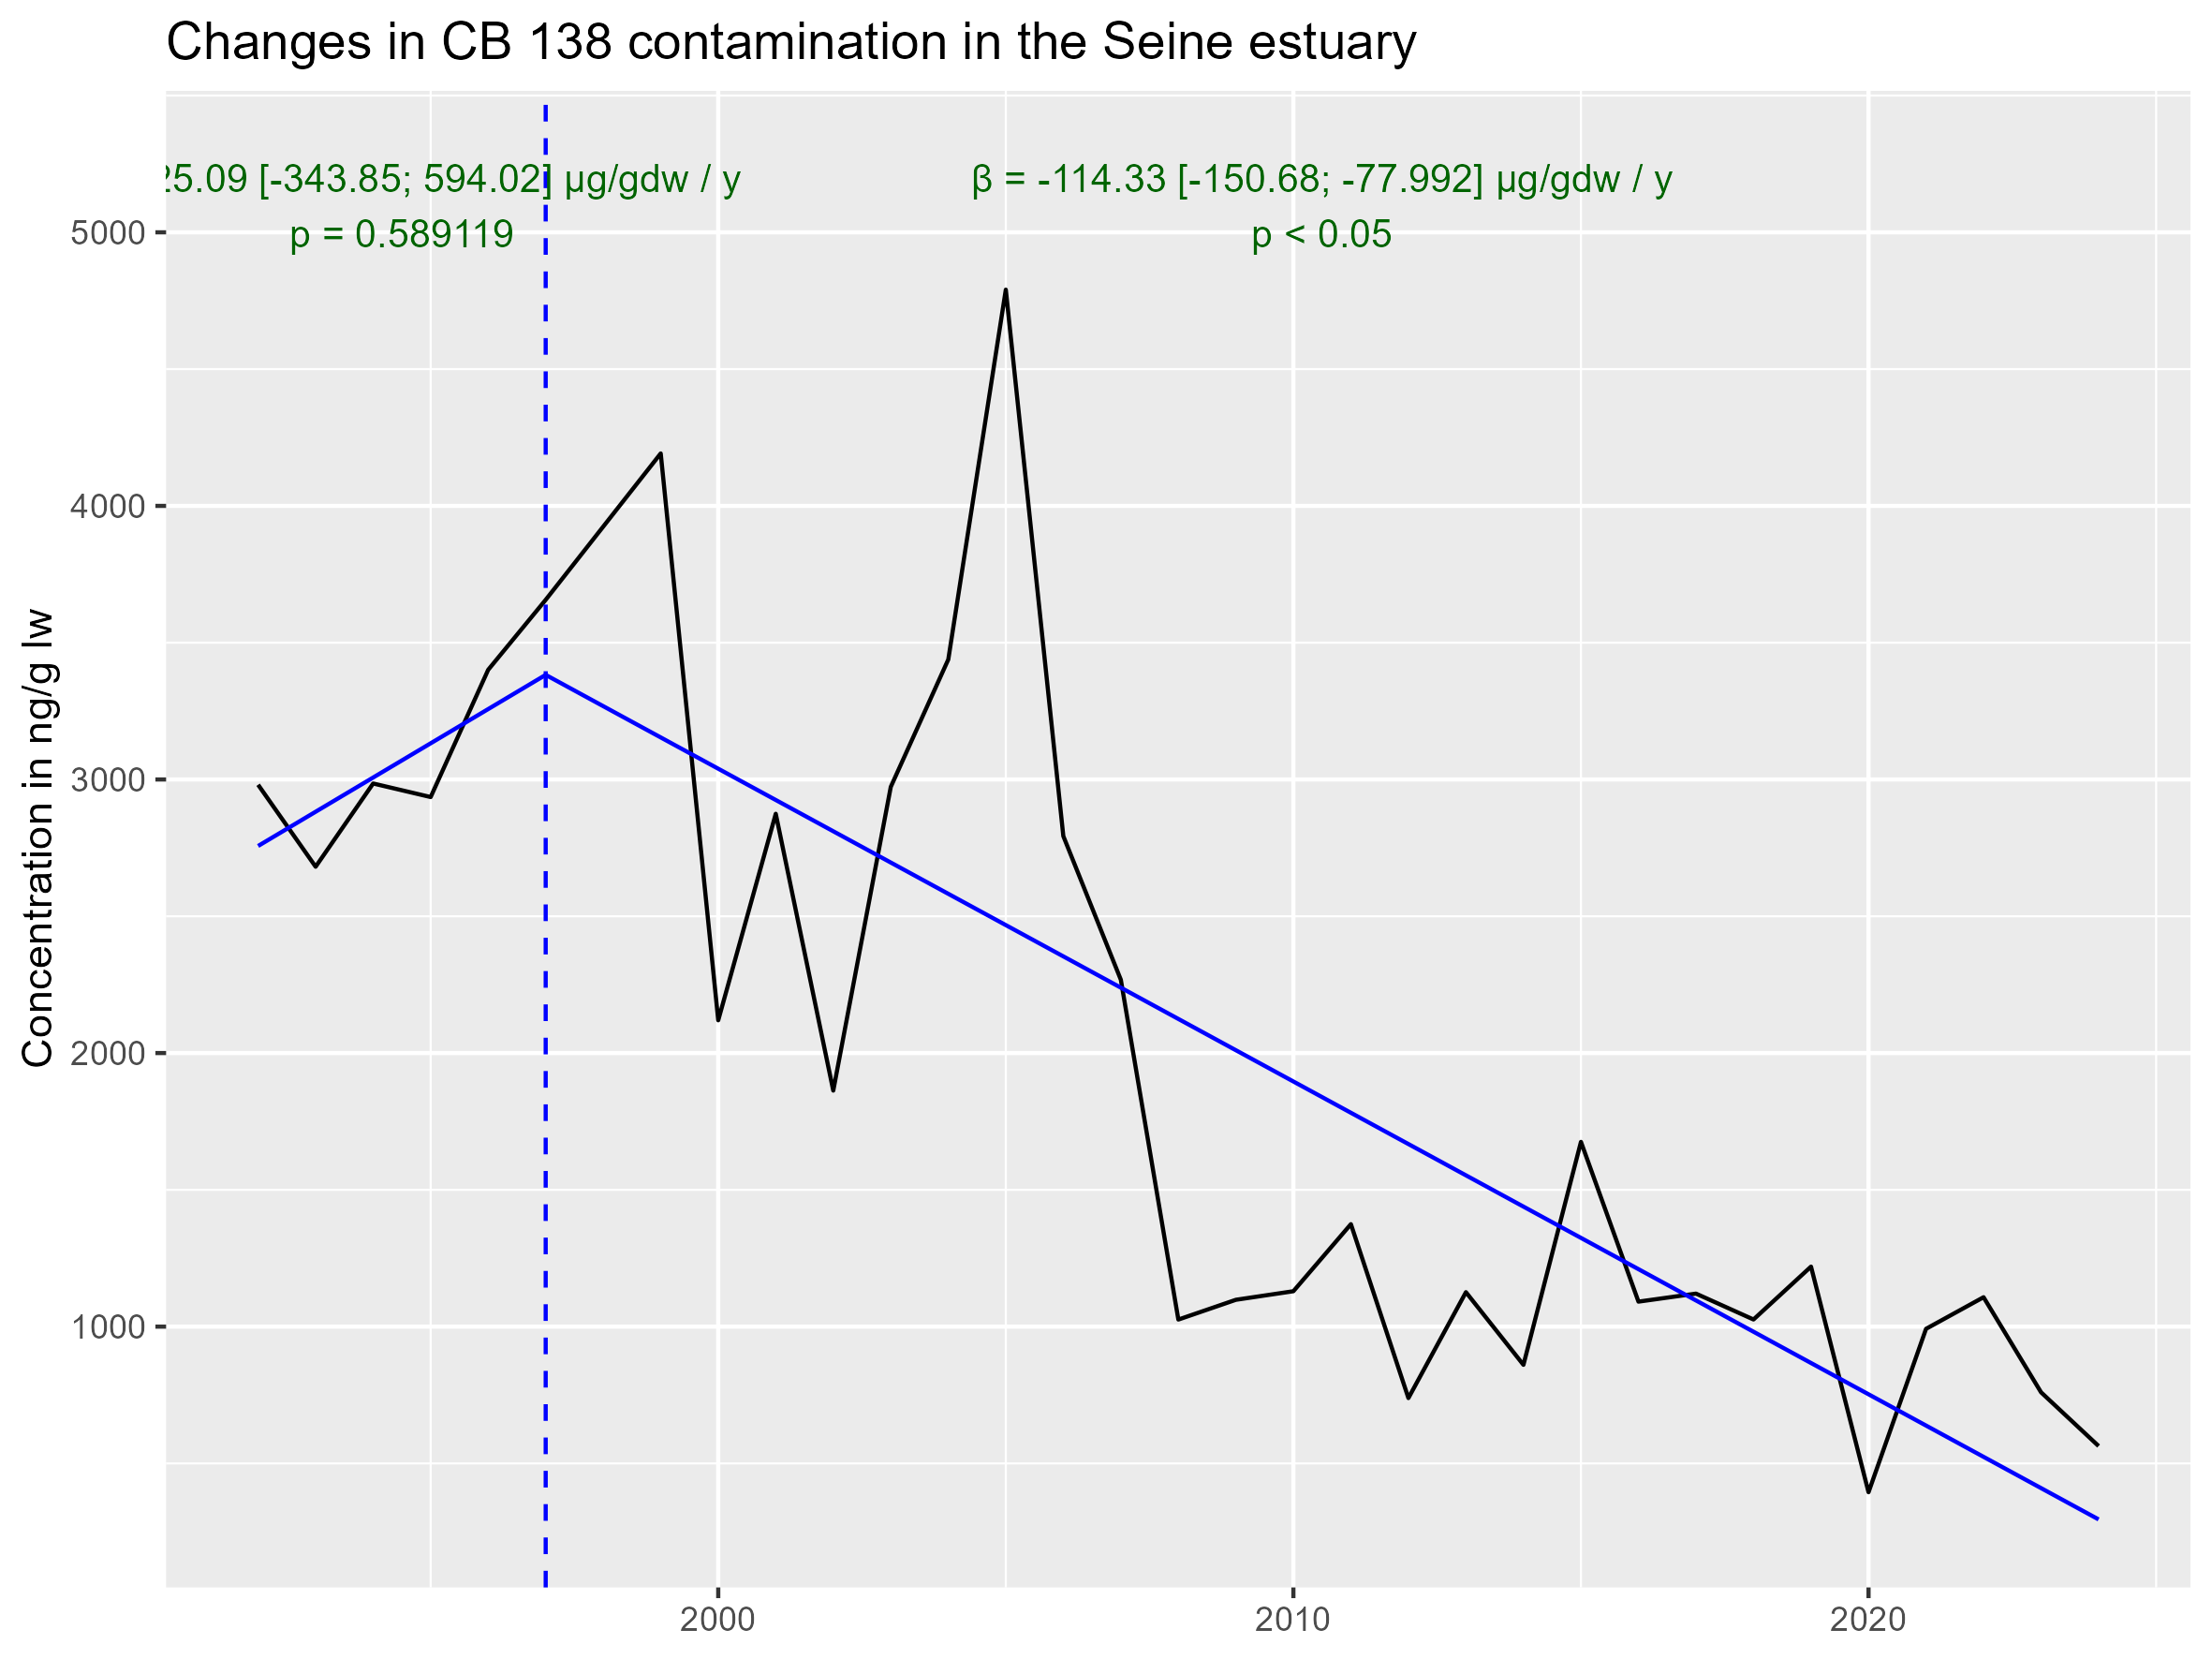 Changes in CB 138 contamination in the Seine estuary
25.09 [-343.85; 594.02] µg/gdw / y
p = 0.589119
β = -114.33 [-150.68; -77.992] µg/gdw / y
p < 0.05
Concentration in ng/g lw
5000
4000
3000
2000
1000
2000
2010
2020